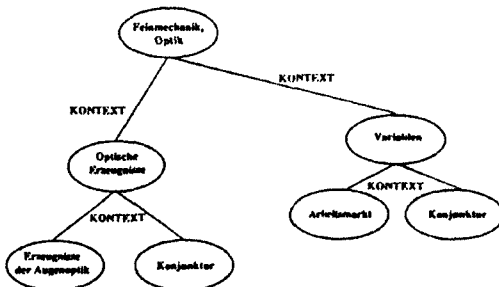 Feinmechanik,
Optik
KONTEXT
KONTEXT
Optische
Erzeugnisse
Variablen
KONTEXT
KONTEXT
Arbeitsmarkt
Konjunktur
Erzeugnisse
der Augenoptik
Konjunktur